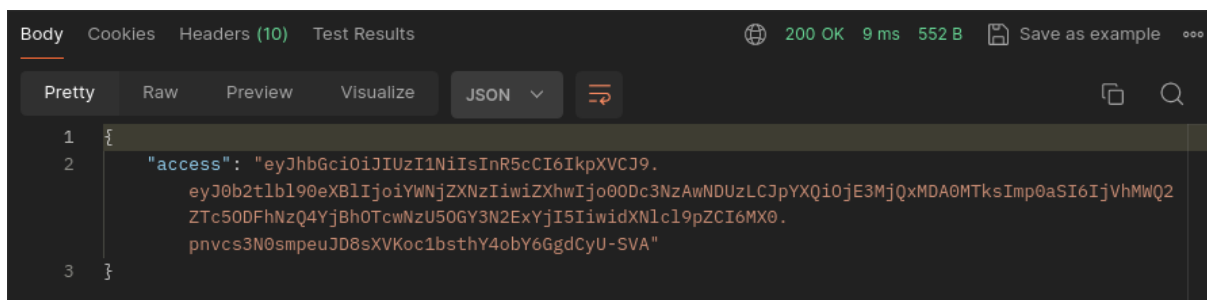 Body Cookies Headers (10) Test Results 200 OK 9 ms 552 B Save as example
Pretty Raw Preview Visualize JSON
1 {
2 "access": "eyJhbGciOiJIUzI1NiIsInR5cCI6IkpXVCJ9.
eyJ0b2tlbl90eXBlIjoiYWNjZXNzIiwiZXhwIjo0ODc3NzAwNDUzLCJpYXQiOjE3MjQxMDA0MTksImp0aSI6IjVhMWQ2
ZTc5ODFhNzQ4YjBhOTcwNzU5OGY3N2ExYjI5IiwidXNlcl9pZCI6MX0.
pnvcs3N0smpeuJD8sXVKoc1bsthY4obY6GgdCyU-SVA"
3 }